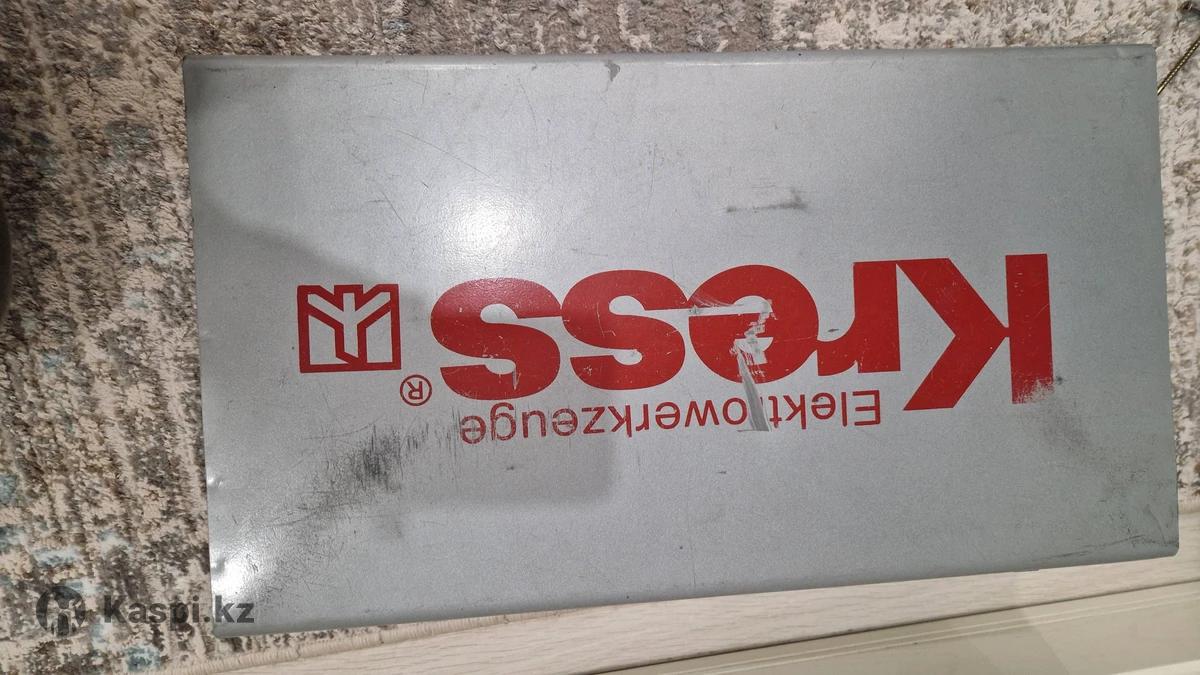 Elektrowerkzeuge
Kress
®
Kaspi.kz